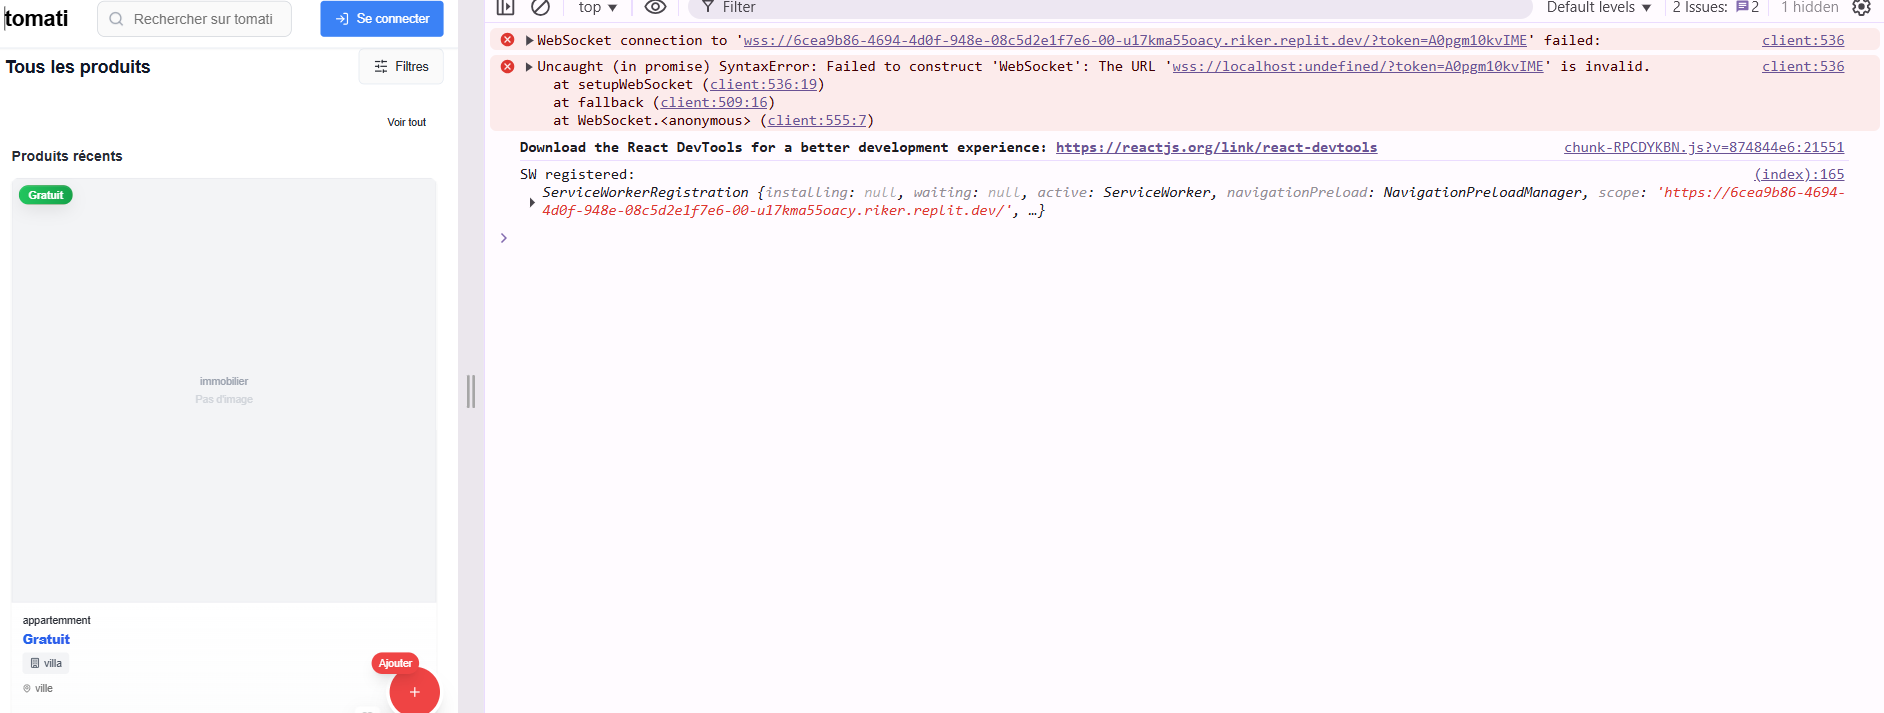 tomati
Rechercher sur tomati
Se connecter
Tous les produits
Filtres
Voir tout
Produits récents
Gratuit
immobilier
Pas d'image
appartemment
Gratuit
villa
ville
Ajouter
+
top ▼
Filter
Default levels ▼
2 Issues: 2
1 hidden
▶WebSocket connection to 'wss://6cea9b86-4694-4d0f-948e-08c5d2e1f7e6-00-u17kma55oacy.riker.replit.dev/?token=A0pgm10kvIME' failed: client:536
▶Uncaught (in promise) SyntaxError: Failed to construct 'WebSocket': The URL 'wss://localhost:undefined/?token=A0pgm10kvIME' is invalid. client:536
at setupWebSocket (client:536:19)
at fallback (client:509:16)
at WebSocket.<anonymous> (client:555:7)
Download the React DevTools for a better development experience: https://reactjs.org/link/react-devtools chunk-RPCDYKBN.js?v=874844e6:21551
SW registered: (index):165
ServiceWorkerRegistration {installing: null, waiting: null, active: ServiceWorker, navigationPreload: NavigationPreloadManager, scope: 'https://6cea9b86-4694-
▶ 4d0f-948e-08c5d2e1f7e6-00-u17kma55oacy.riker.replit.dev/', …}
>